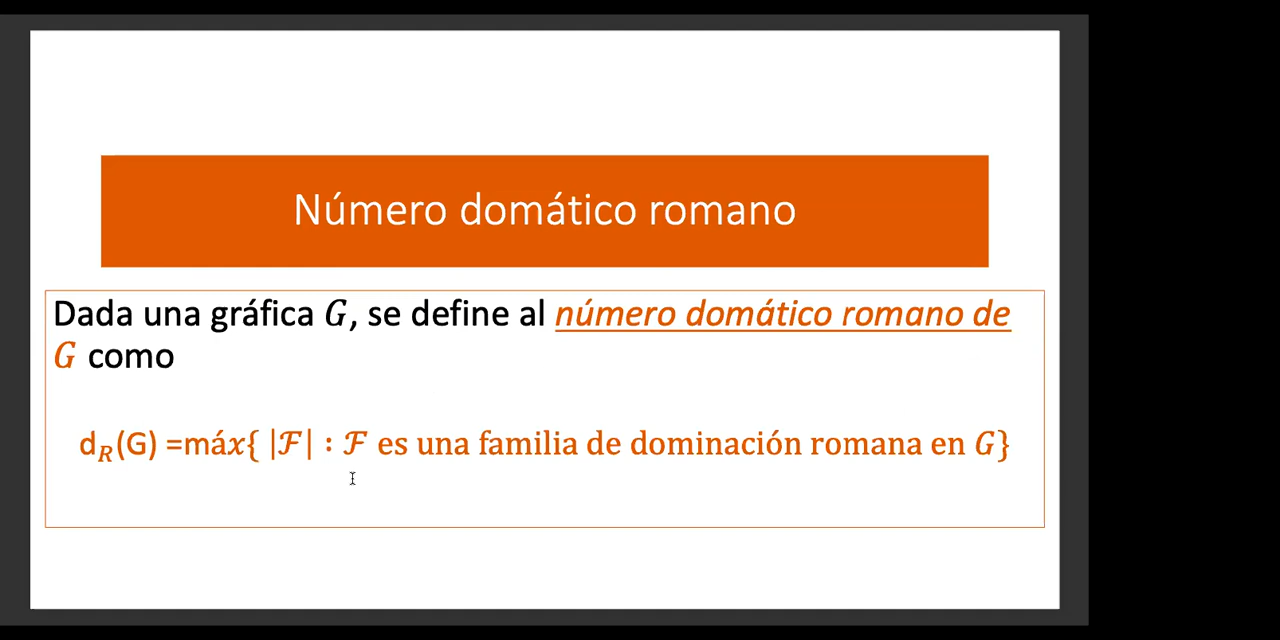 Número domático romano
Dada una gráfica G, se define al número domático romano de
G como
d_R(G) =máx{ |ℱ| : ℱ es una familia de dominación romana en G}